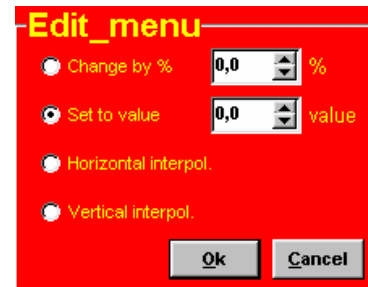 Edit_menu
Change by % 0,0 %
Set to value 0,0 value
Horizontal interpol.
Vertical interpol.
Ok Cancel